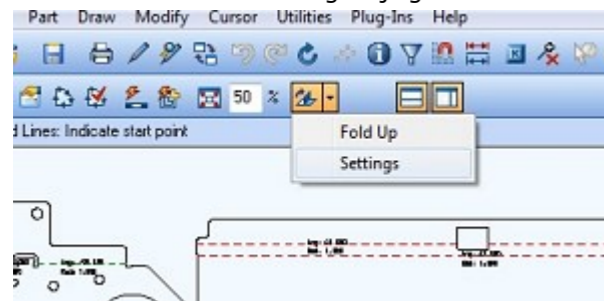 Part Draw Modify Cursor Utilities Plug-Ins Help
50 %
d Lines: Indicate start point
Fold Up
Settings